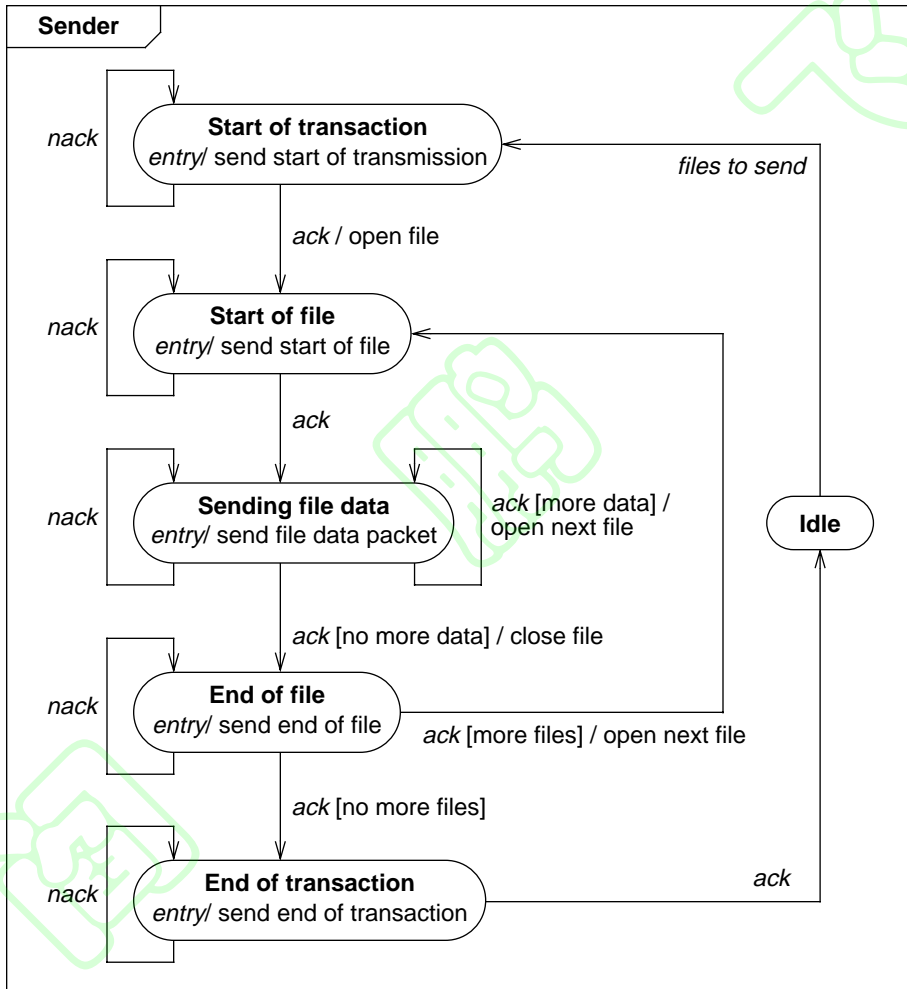 Sender
Start of transaction
entry/ send start of transmission
nack
files to send
ack / open file
Start of file
entry/ send start of file
nack
ack
Sending file data
entry/ send file data packet
nack
ack [more data] /
open next file
Idle
ack [no more data] / close file
End of file
entry/ send end of file
nack
ack [more files] / open next file
ack [no more files]
End of transaction
entry/ send end of transaction
nack
ack